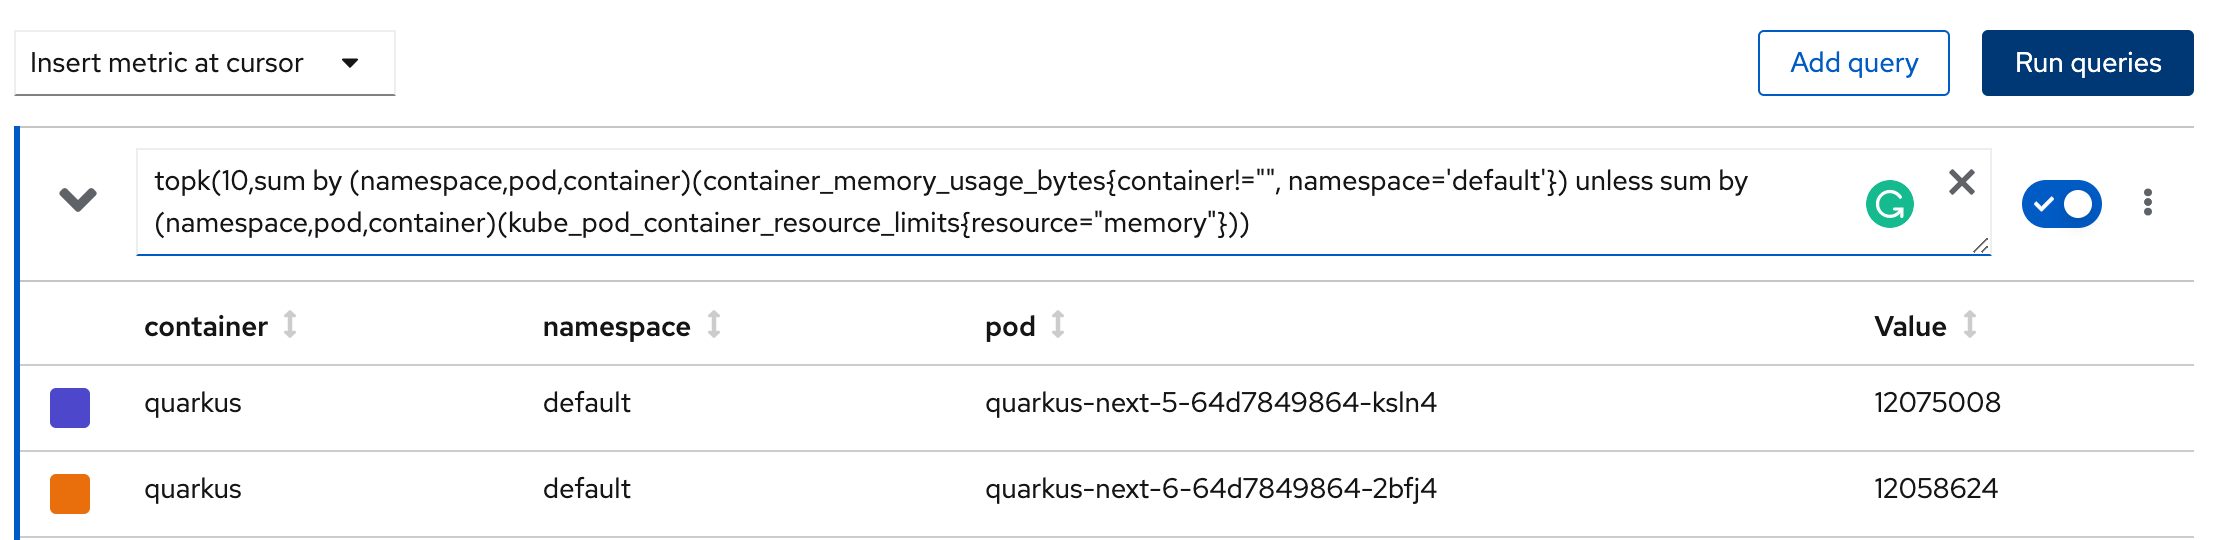 Insert metric at cursor
Add query
Run queries
topk(10,sum by (namespace,pod,container)(container_memory_usage_bytes{container!="", namespace='default'}) unless sum by
(namespace,pod,container)(kube_pod_container_resource_limits{resource="memory"}))
container namespace pod Value
quarkus default quarkus-next-5-64d7849864-ksln4 12075008
quarkus default quarkus-next-6-64d7849864-2bfj4 12058624